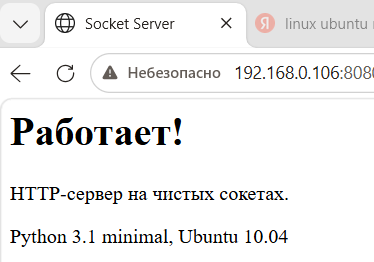 Socket Server
linux ubuntu
Небезопасно
192.168.0.106:8080
Работает!
HTTP-сервер на чистых сокетах.
Python 3.1 minimal, Ubuntu 10.04